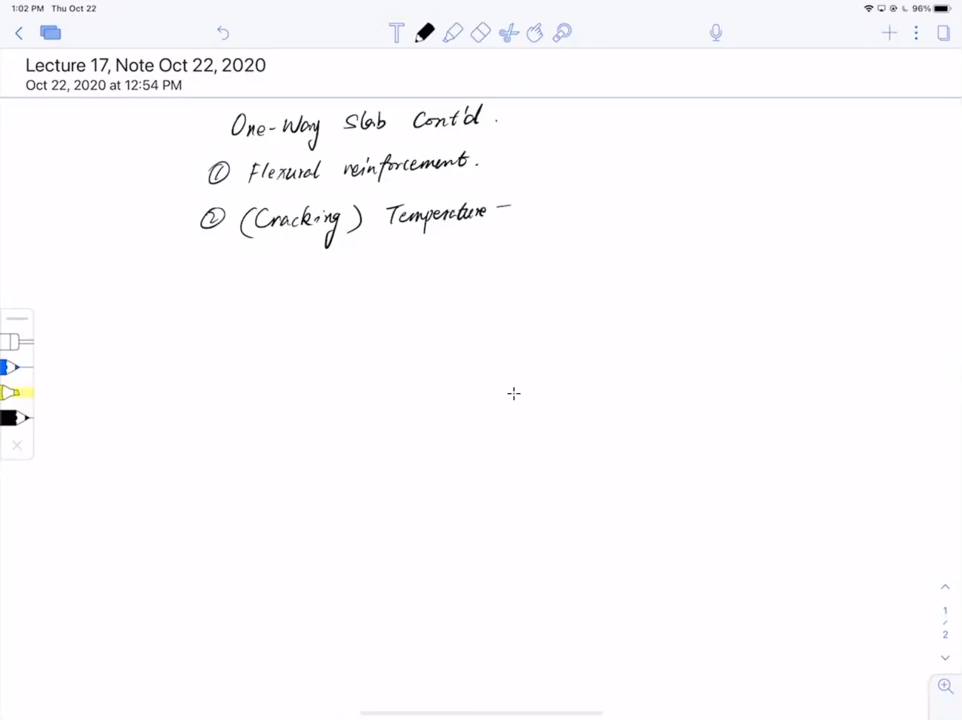 1:02 PM Thu Oct 22
96%
T
Lecture 17, Note Oct 22, 2020
Oct 22, 2020 at 12:54 PM
One-Way Slab Cont'd.
① Flexural reinforcement.
② (Cracking) Temperature -
1
/
2